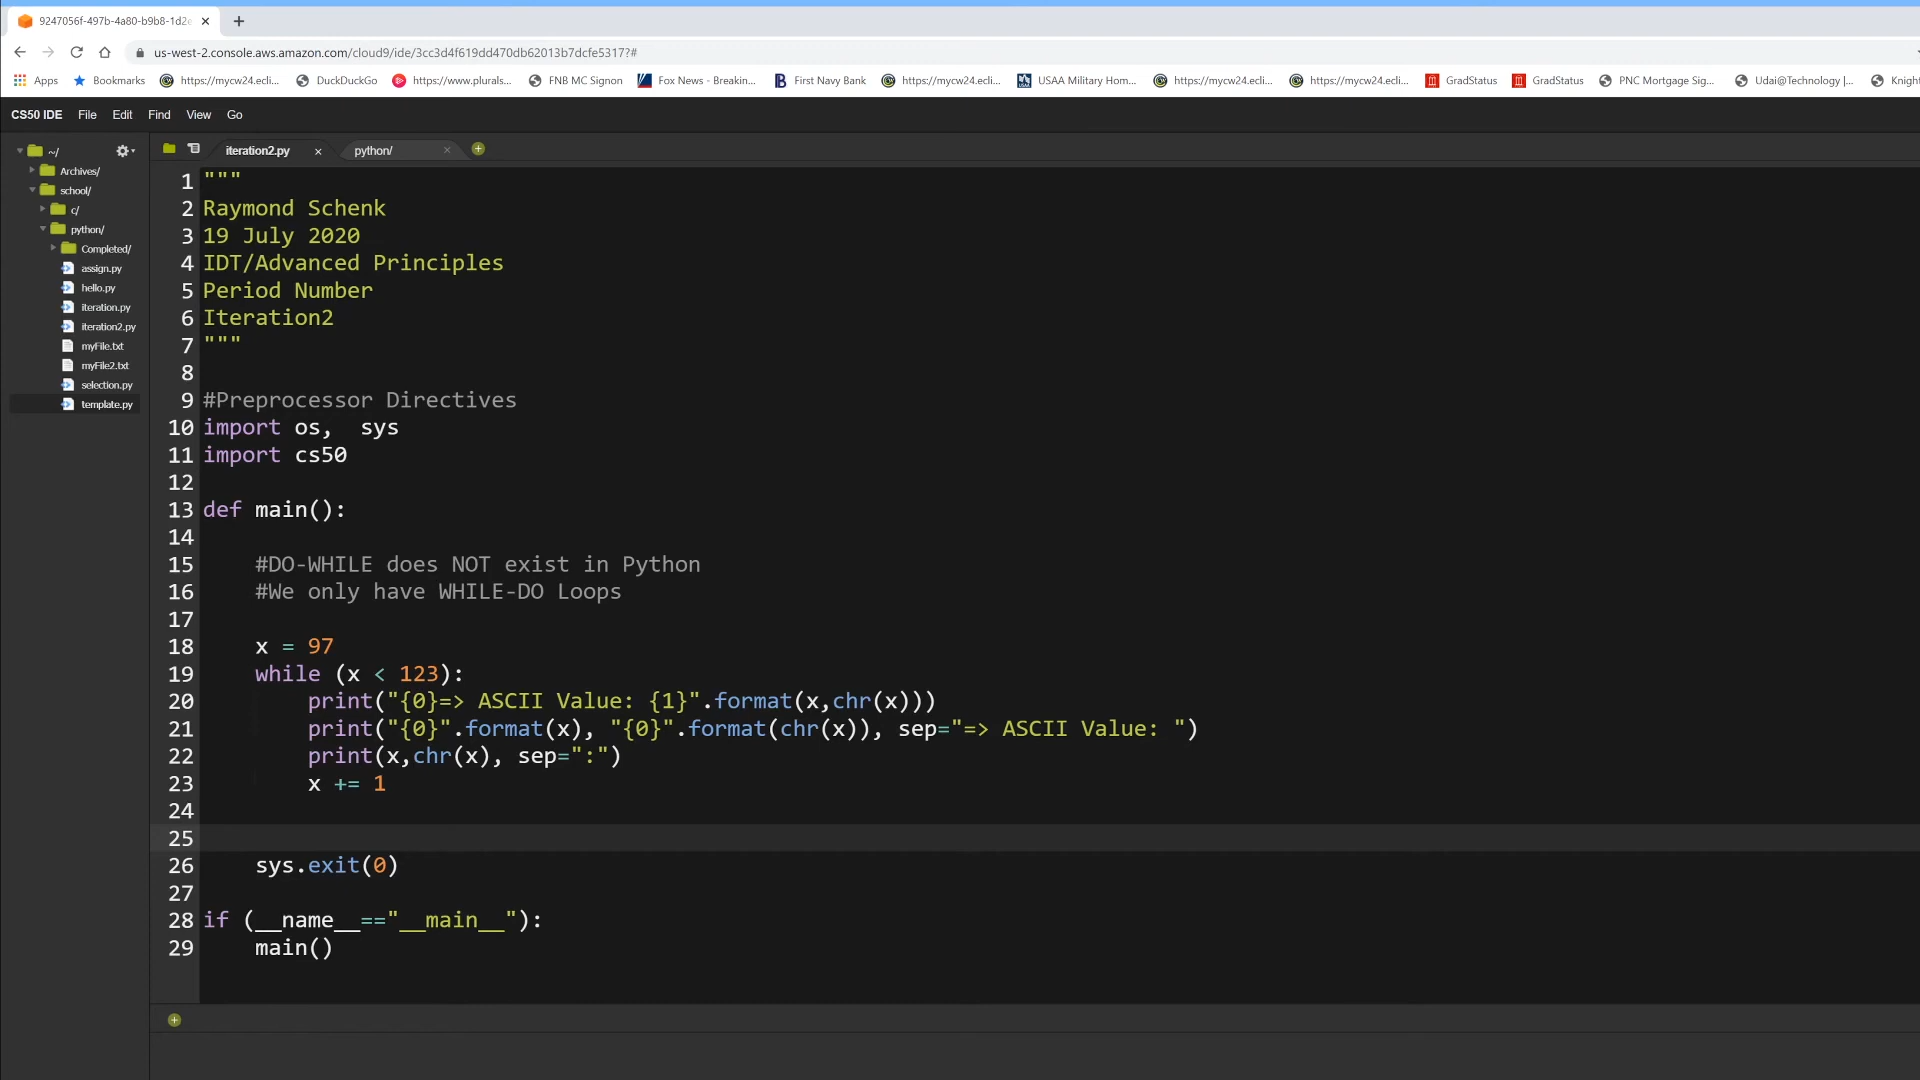 9247056f-497b-4a80-b9b8-1d2e
us-west-2.console.aws.amazon.com/cloud9/ide/3cc3d4f619dd470db62013b7dcfe5317?#
Apps Bookmarks https://mycw24.ecli... DuckDuckGo https://www.plurals... FNB MC Signon Fox News - Breakin... First Navy Bank https://mycw24.ecli... USAA Military Hom... https://mycw24.ecli... https://mycw24.ecli... GradStatus GradStatus PNC Mortgage Sig... Udai@Technology |... Knigh
CS50 IDE File Edit Find View Go
~/
Archives/
school/
c/
python/
Completed/
assign.py
hello.py
iteration.py
iteration2.py
myFile.txt
myFile2.txt
selection.py
template.py
iteration2.py python/
1 """
2 Raymond Schenk
3 19 July 2020
4 IDT/Advanced Principles
5 Period Number
6 Iteration2
7 """
8
9 #Preprocessor Directives
10 import os,  sys
11 import cs50
12
13 def main():
14
15     #DO-WHILE does NOT exist in Python
16     #We only have WHILE-DO Loops
17
18     x = 97
19     while (x < 123):
20         print("{0}=> ASCII Value: {1}".format(x,chr(x)))
21         print("{0}".format(x), "{0}".format(chr(x)), sep="=> ASCII Value: ")
22         print(x,chr(x), sep=":")
23         x += 1
24
25
26     sys.exit(0)
27
28 if (__name__=="__main__"):
29     main()